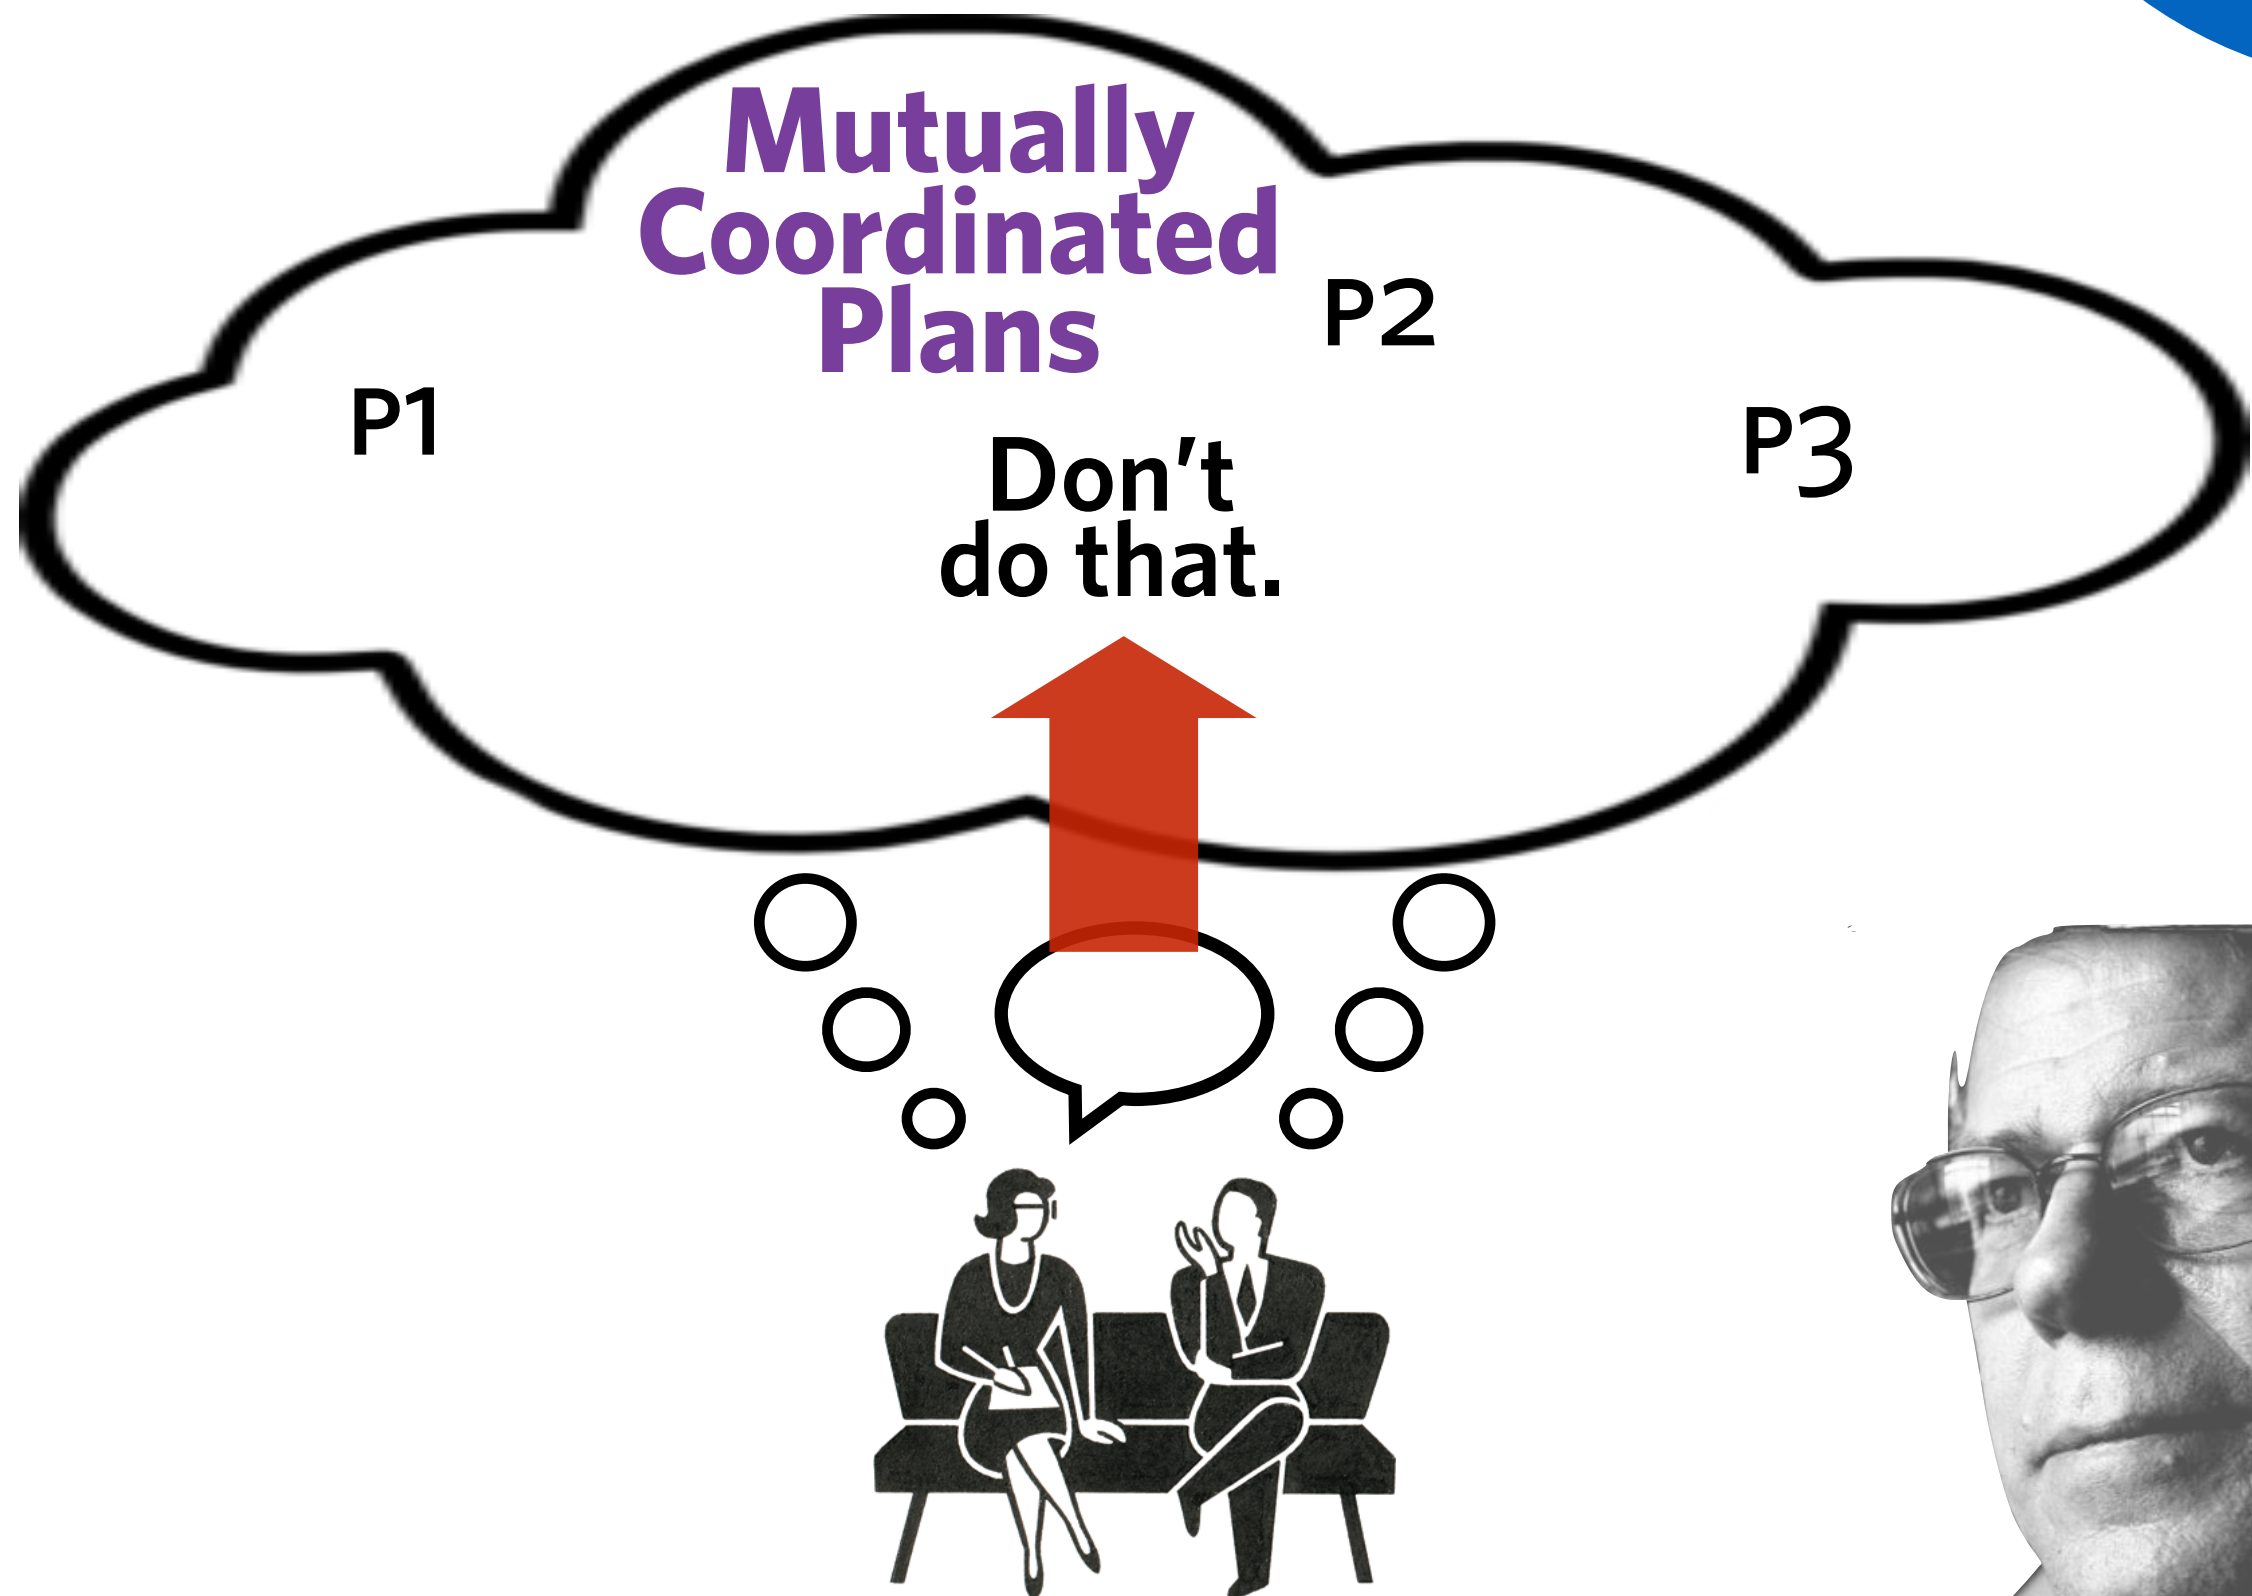 Mutually
Coordinated
Plans
P2
P1
P3
Don't
do that.